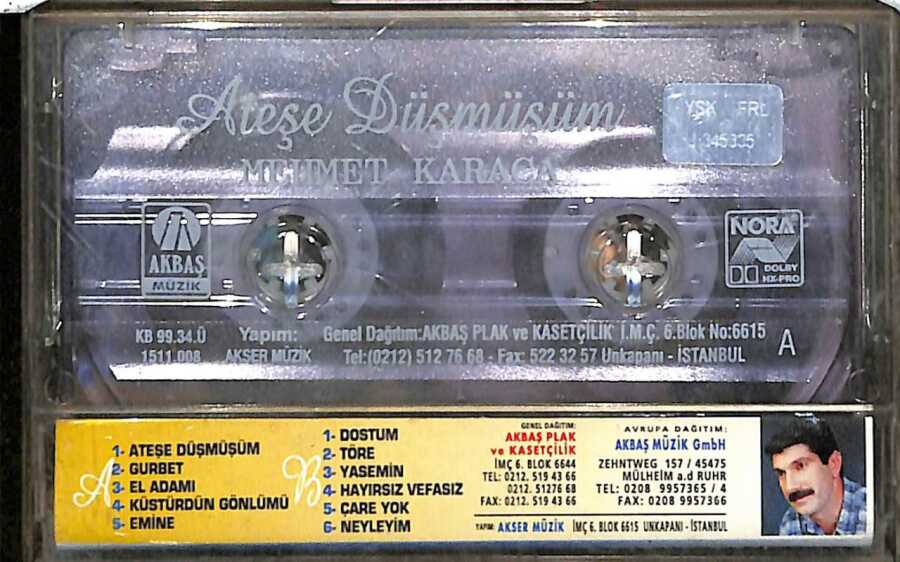 Ateşe Düşmüşüm
MEHMET KARACA
YŞK FRL
J 345335
AKBAŞ
MÜZİK
NORA
DOLBY
HX-PRO
KB 99.34.Ü
1511.008
Yapım:
AKSER MÜZİK
Genel Dağıtım:AKBAŞ PLAK ve KASETÇİLİK İ.M.Ç. 6.Blok No:6615
Tel:(0212) 512 76 68 - Fax: 522 32 57 Unkapanı - İSTANBUL
A
A
1- ATEŞE DÜŞMÜŞÜM
2- GURBET
3- EL ADAMI
4- KÜSTÜRDÜN GÖNLÜMÜ
5- EMİNE
B
1- DOSTUM
2- TÖRE
3- YASEMİN
4- HAYIRSIZ VEFASIZ
5- ÇARE YOK
6- NEYLEYİM
GENEL DAĞITIM:
AKBAŞ PLAK
ve KASETÇİLİK
İMÇ 6. BLOK 6644
TEL: 0212. 519 43 66
0212. 51276 68
FAX: 0212. 519 43 66
AVRUPA DAĞITIM:
AKBAŞ MÜZİK GmbH
ZEHNTWEG 157 / 45475
MÜLHEİM a.d RUHR
TEL: 0208 9957365 / 4
FAX: 0208 9957366
YAPIM: AKSER MÜZİK İMÇ 6. BLOK 6615 UNKAPANI - İSTANBUL